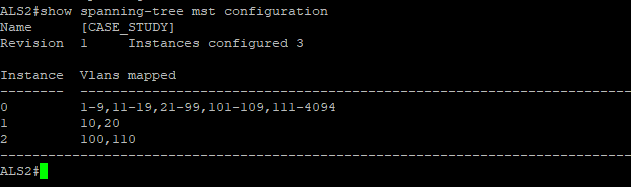 ALS2#show spanning-tree mst configuration
Name      [CASE_STUDY]
Revision  1     Instances configured 3
Instance  Vlans mapped
--------  ---------------------------------------------------------------------
0         1-9,11-19,21-99,101-109,111-4094
1         10,20
2         100,110
-------------------------------------------------------------------------------
ALS2#